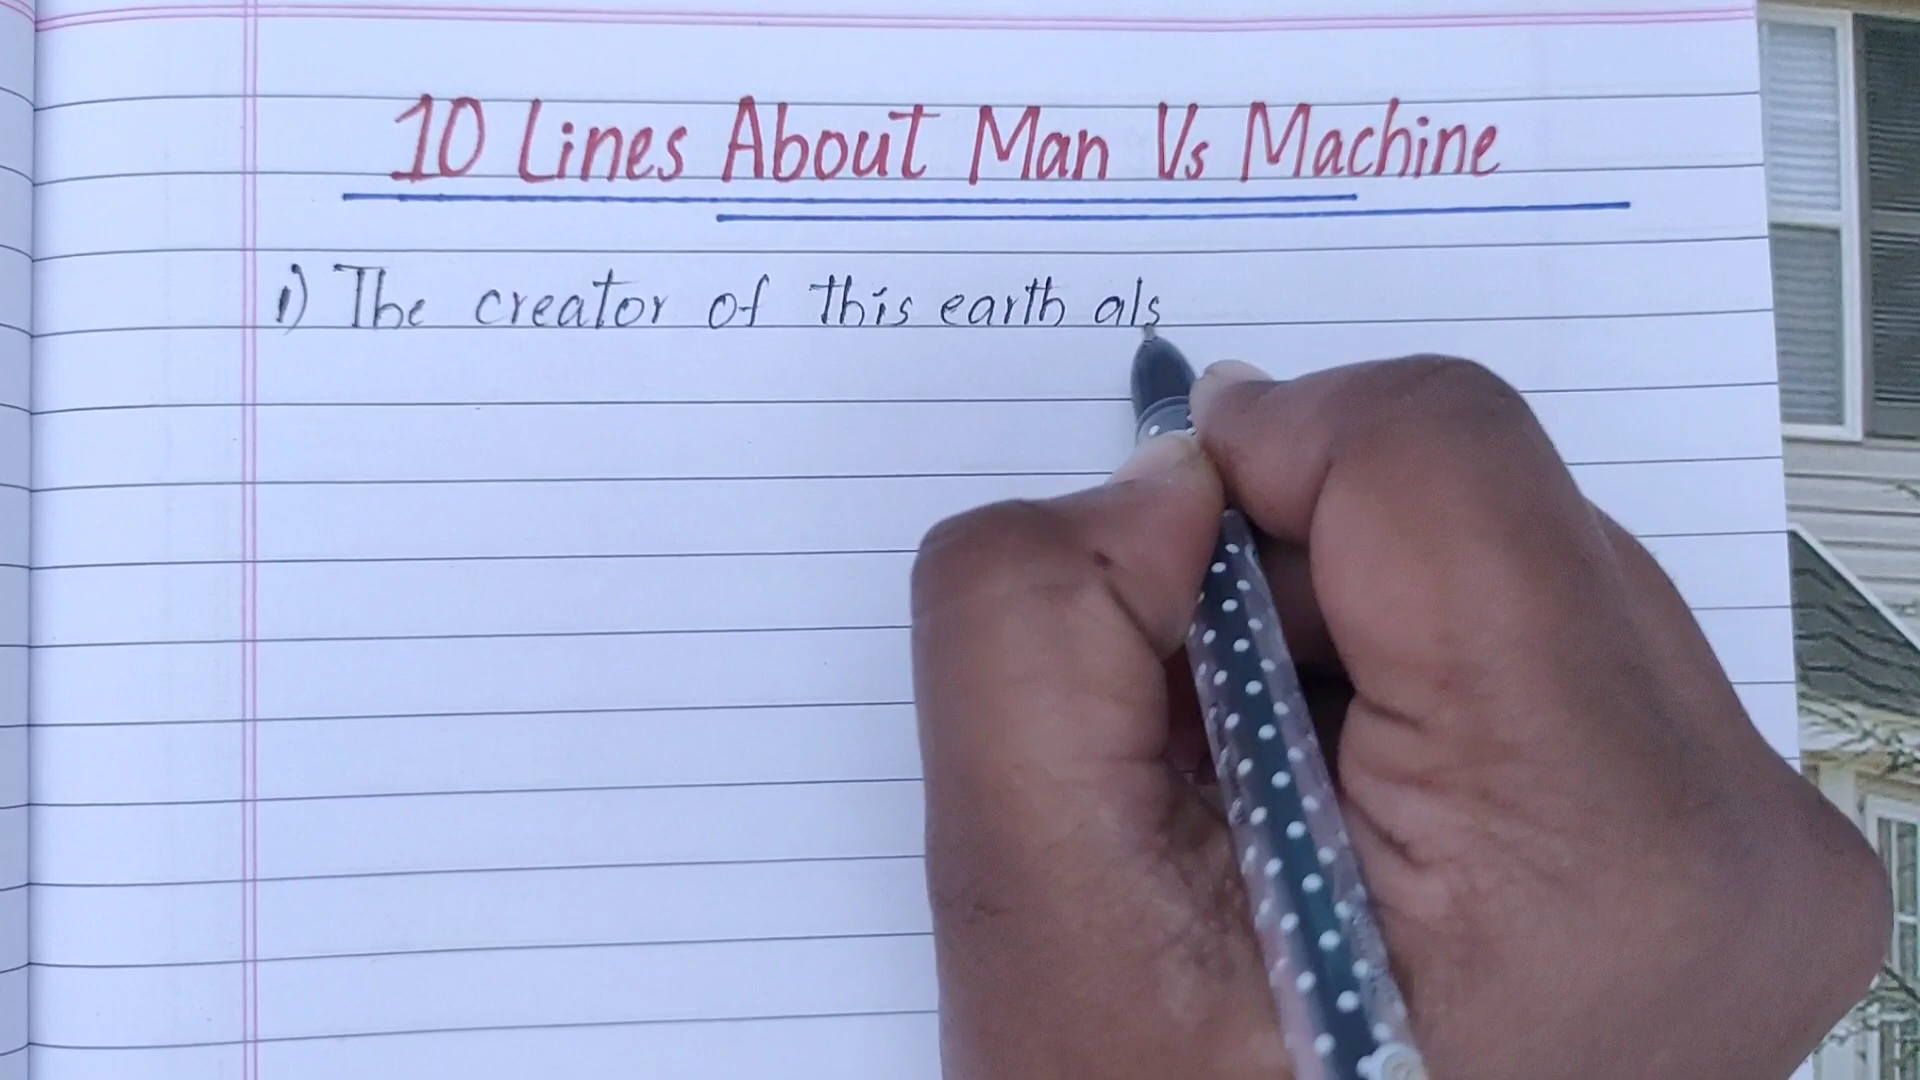 10 Lines About Man Vs Machine
1) The creator of this earth als